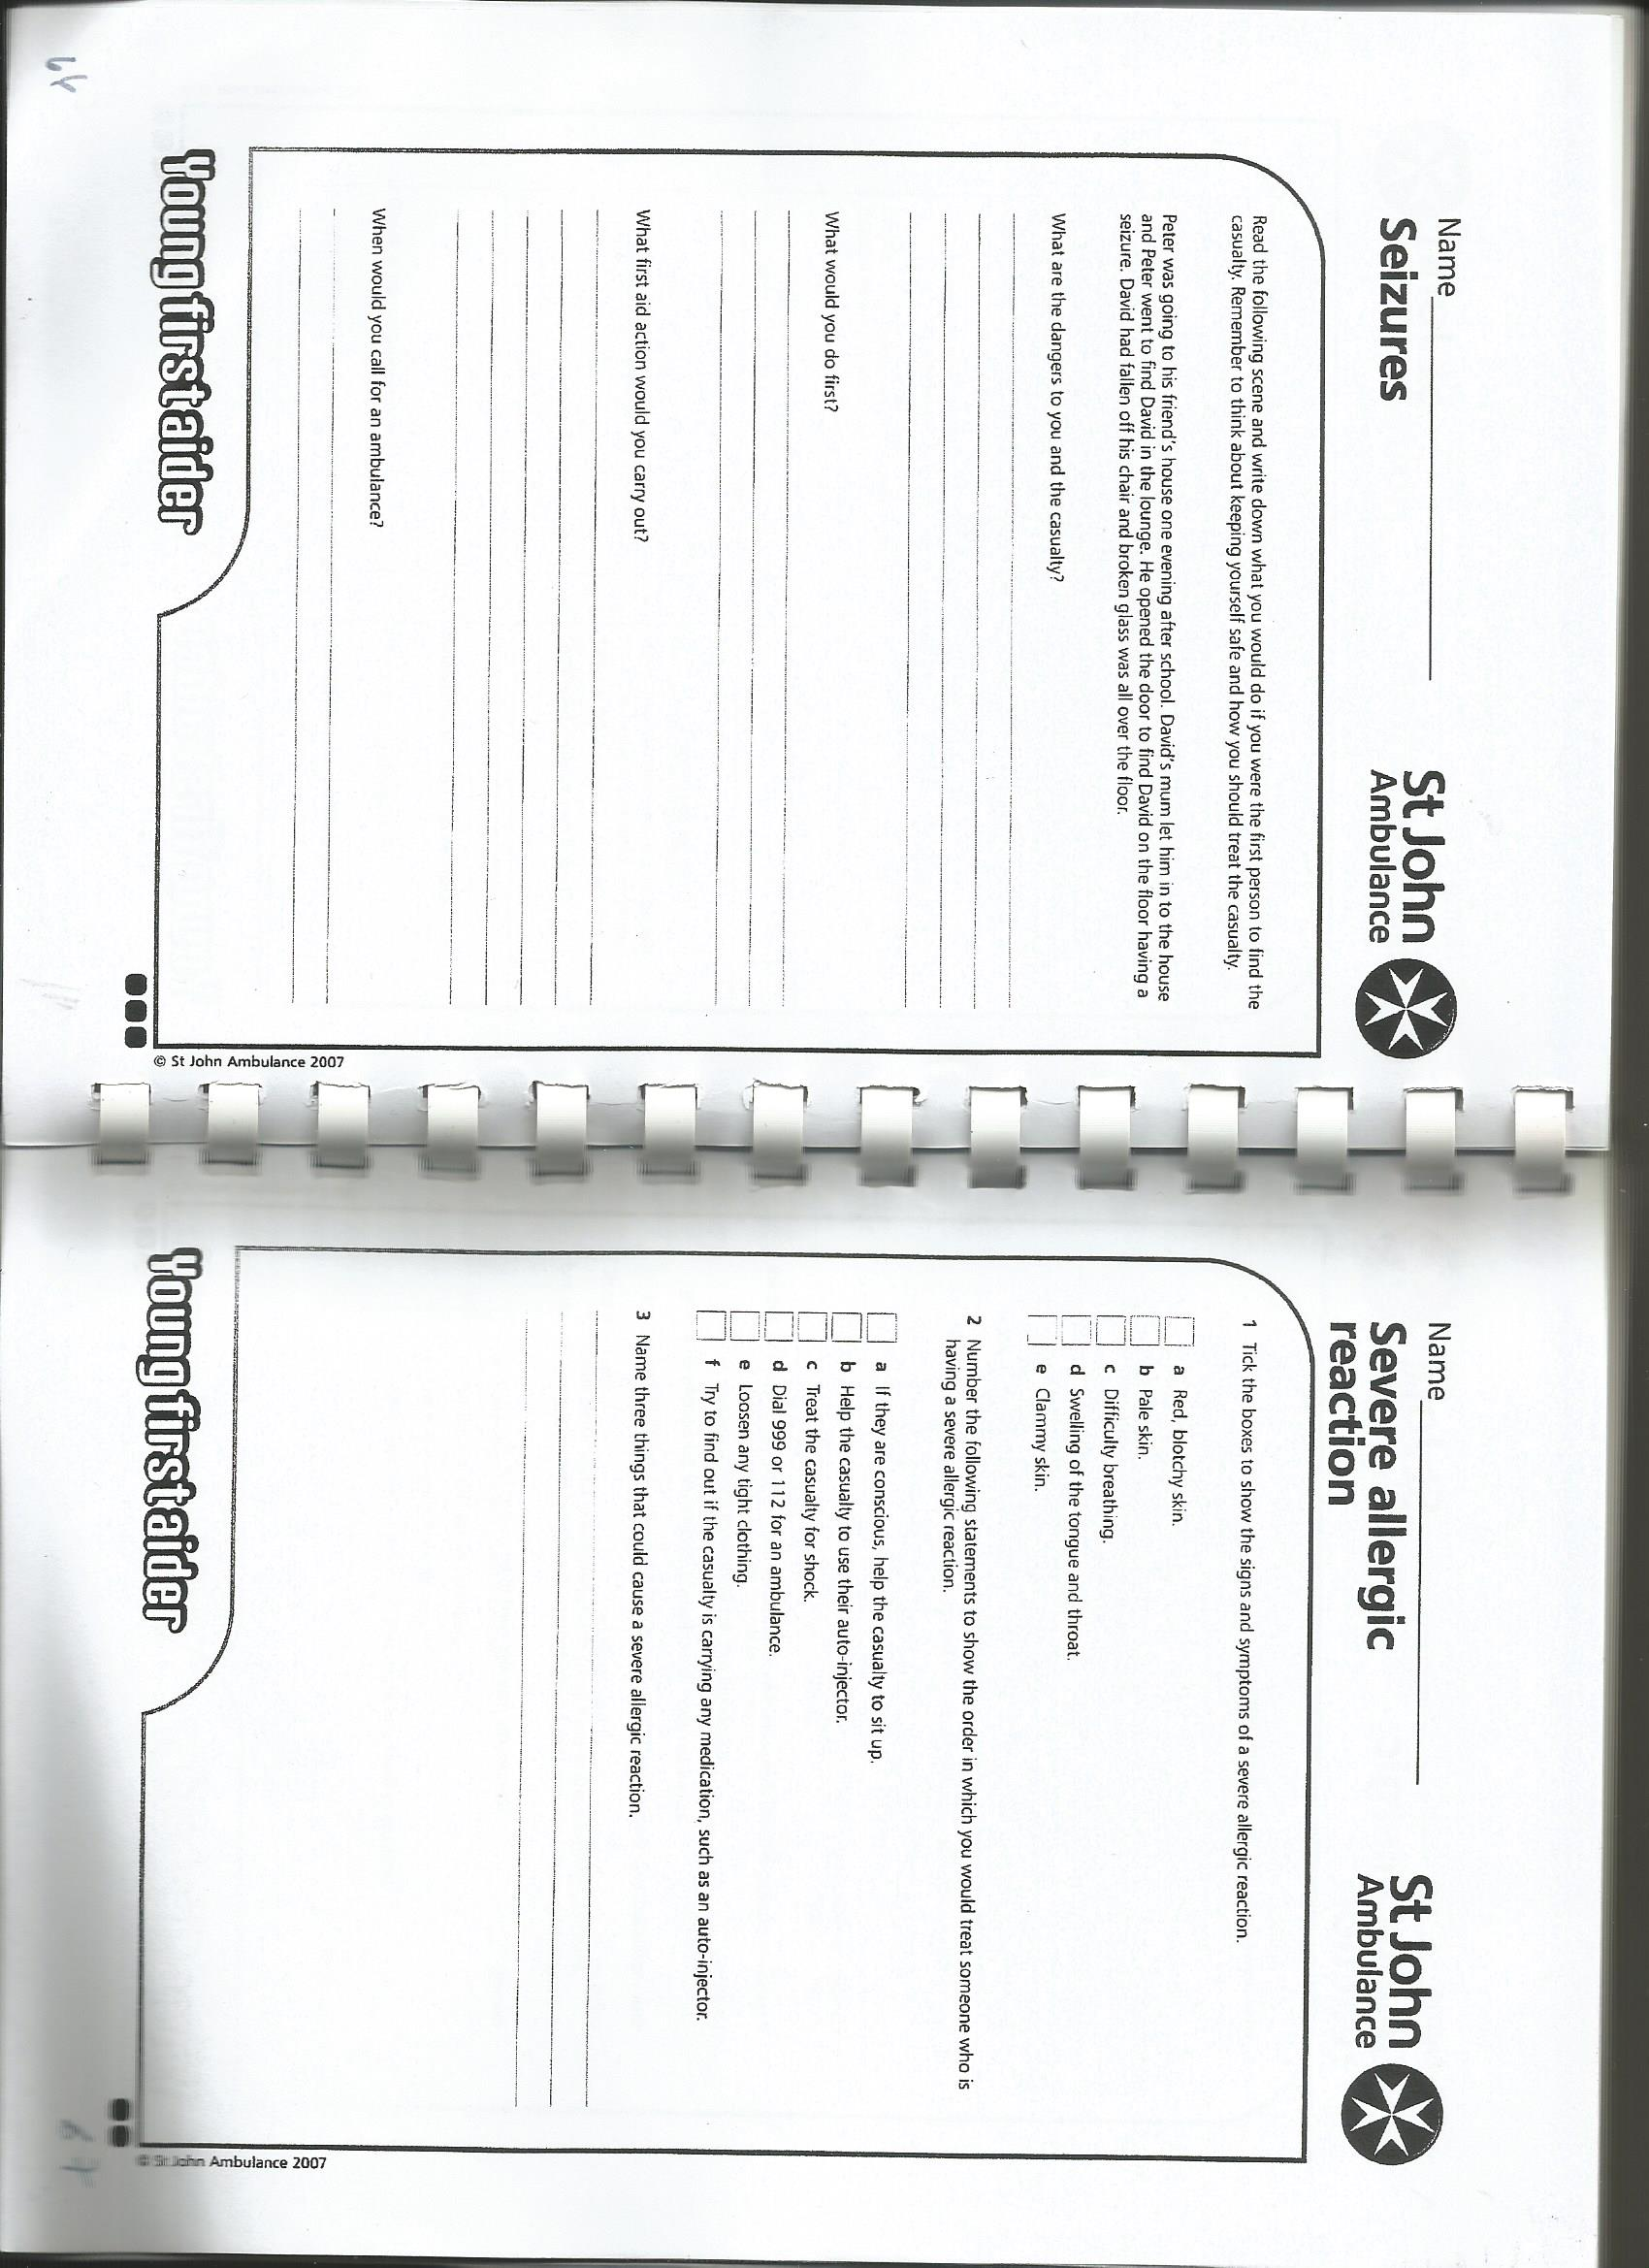 Name
Seizures
St John
Ambulance
Read the following scene and write down what you would do if you were the first person to find the
casualty. Remember to think about keeping yourself safe and how you should treat the casualty.
Peter was going to his friend's house one evening after school. David's mum let him in to the house
and Peter went to find David in the lounge. He opened the door to find David on the floor having a
seizure. David had fallen off his chair and broken glass was all over the floor.
What are the dangers to you and the casualty?
What would you do first?
What first aid action would you carry out?
When would you call for an ambulance?
Young first aider
© St John Ambulance 2007
Name
Severe allergic
reaction
St John
Ambulance
1 Tick the boxes to show the signs and symptoms of a severe allergic reaction.
a Red, blotchy skin.
b Pale skin.
c Difficulty breathing.
d Swelling of the tongue and throat.
e Clammy skin.
2 Number the following statements to show the order in which you would treat someone who is
having a severe allergic reaction.
a If they are conscious, help the casualty to sit up.
b Help the casualty to use their auto-injector.
c Treat the casualty for shock.
d Dial 999 or 112 for an ambulance.
e Loosen any tight clothing.
f Try to find out if the casualty is carrying any medication, such as an auto-injector.
3 Name three things that could cause a severe allergic reaction.
Young first aider
© St John Ambulance 2007